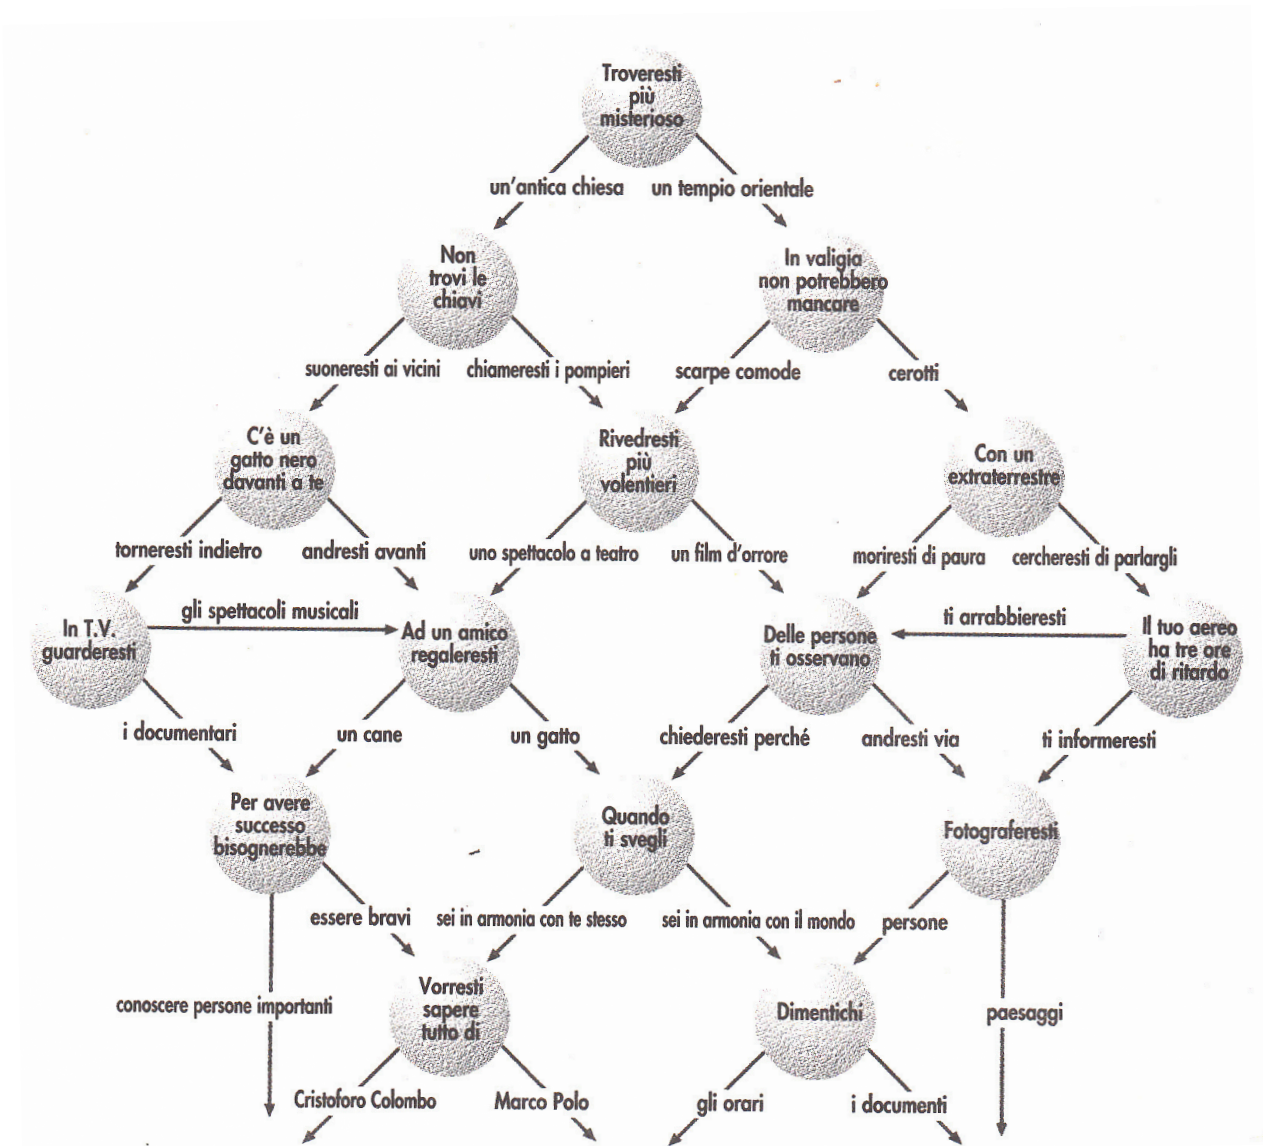 Troveresti
più
misterioso
un'antica chiesa
un tempio orientale
Non
trovi le
chiavi
In valigia
non potrebbero
mancare
suoneresti ai vicini
chiameresti i pompieri
scarpe comode
cerotti
C'è un
gatto nero
davanti a te
Rivedresti
più
volentieri
Con un
extraterrestre
torneresti indietro
andresti avanti
uno spettacolo a teatro
un film d'orrore
moriresti di paura
cercheresti di parlargli
In T.V.
guarderesti
gli spettacoli musicali
Ad un amico
regaleresti
Delle persone
ti osservano
ti arrabbieresti
Il tuo aereo
ha tre ore
di ritardo
i documentari
un cane
un gatto
chiederesti perché
andresti via
ti informeresti
Per avere
successo
bisognerebbe
Quando
ti svegli
Fotograferesti
essere bravi
sei in armonia con te stesso
sei in armonia con il mondo
persone
conoscere persone importanti
Vorresti
sapere
tutto di
Dimentichi
paesaggi
Cristoforo Colombo
Marco Polo
gli orari
i documenti